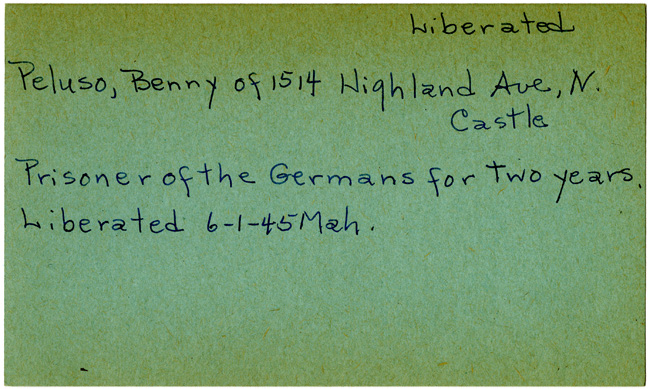 Liberated
Peluso, Benny of 1514 Highland Ave, N.
Castle
Prisoner of the Germans for two years.
Liberated 6-1-45 Mah.